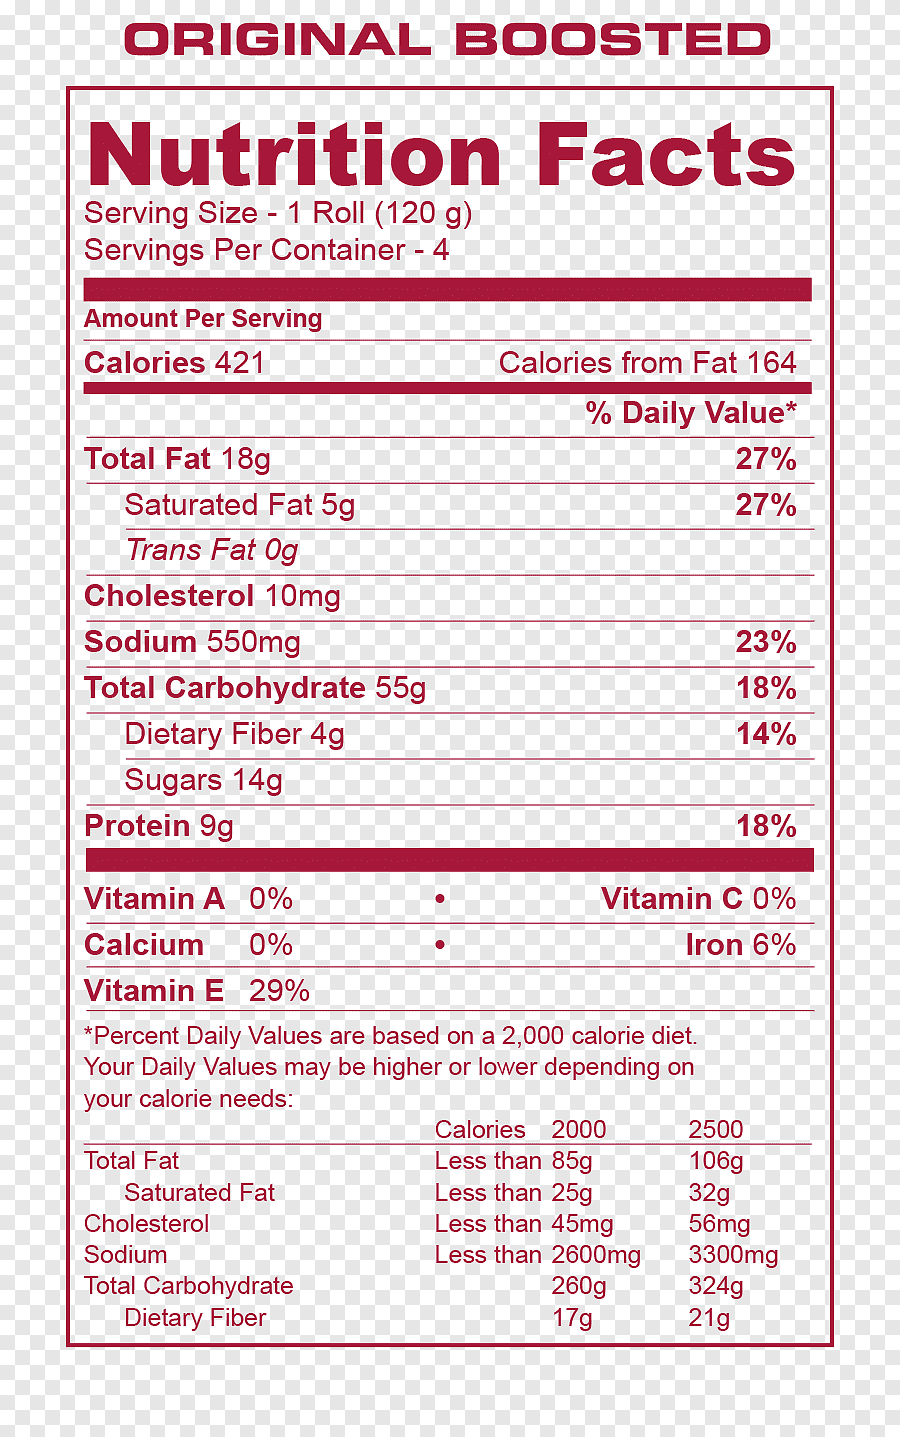 ORIGINAL BOOSTED
Nutrition Facts
Serving Size - 1 Roll (120 g)
Servings Per Container - 4
Amount Per Serving
Calories 421 Calories from Fat 164
% Daily Value*
Total Fat 18g 27%
Saturated Fat 5g 27%
Trans Fat 0g
Cholesterol 10mg
Sodium 550mg 23%
Total Carbohydrate 55g 18%
Dietary Fiber 4g 14%
Sugars 14g
Protein 9g 18%
Vitamin A 0% • Vitamin C 0%
Calcium 0% • Iron 6%
Vitamin E 29%
*Percent Daily Values are based on a 2,000 calorie diet.
Your Daily Values may be higher or lower depending on
your calorie needs:
Calories 2000 2500
Total Fat Less than 85g 106g
Saturated Fat Less than 25g 32g
Cholesterol Less than 45mg 56mg
Sodium Less than 2600mg 3300mg
Total Carbohydrate 260g 324g
Dietary Fiber 17g 21g